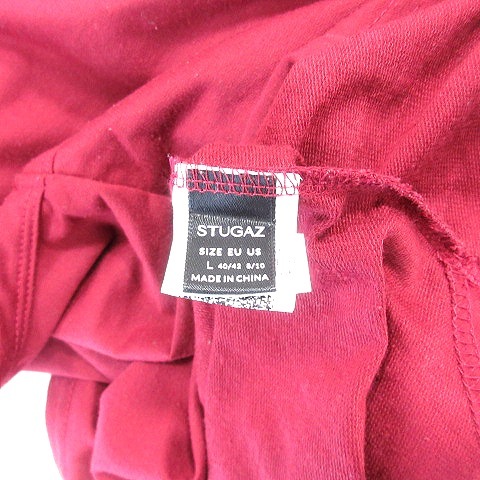 STUGAZ
SIZE EU US
L 40/42 8/10
MADE IN CHINA